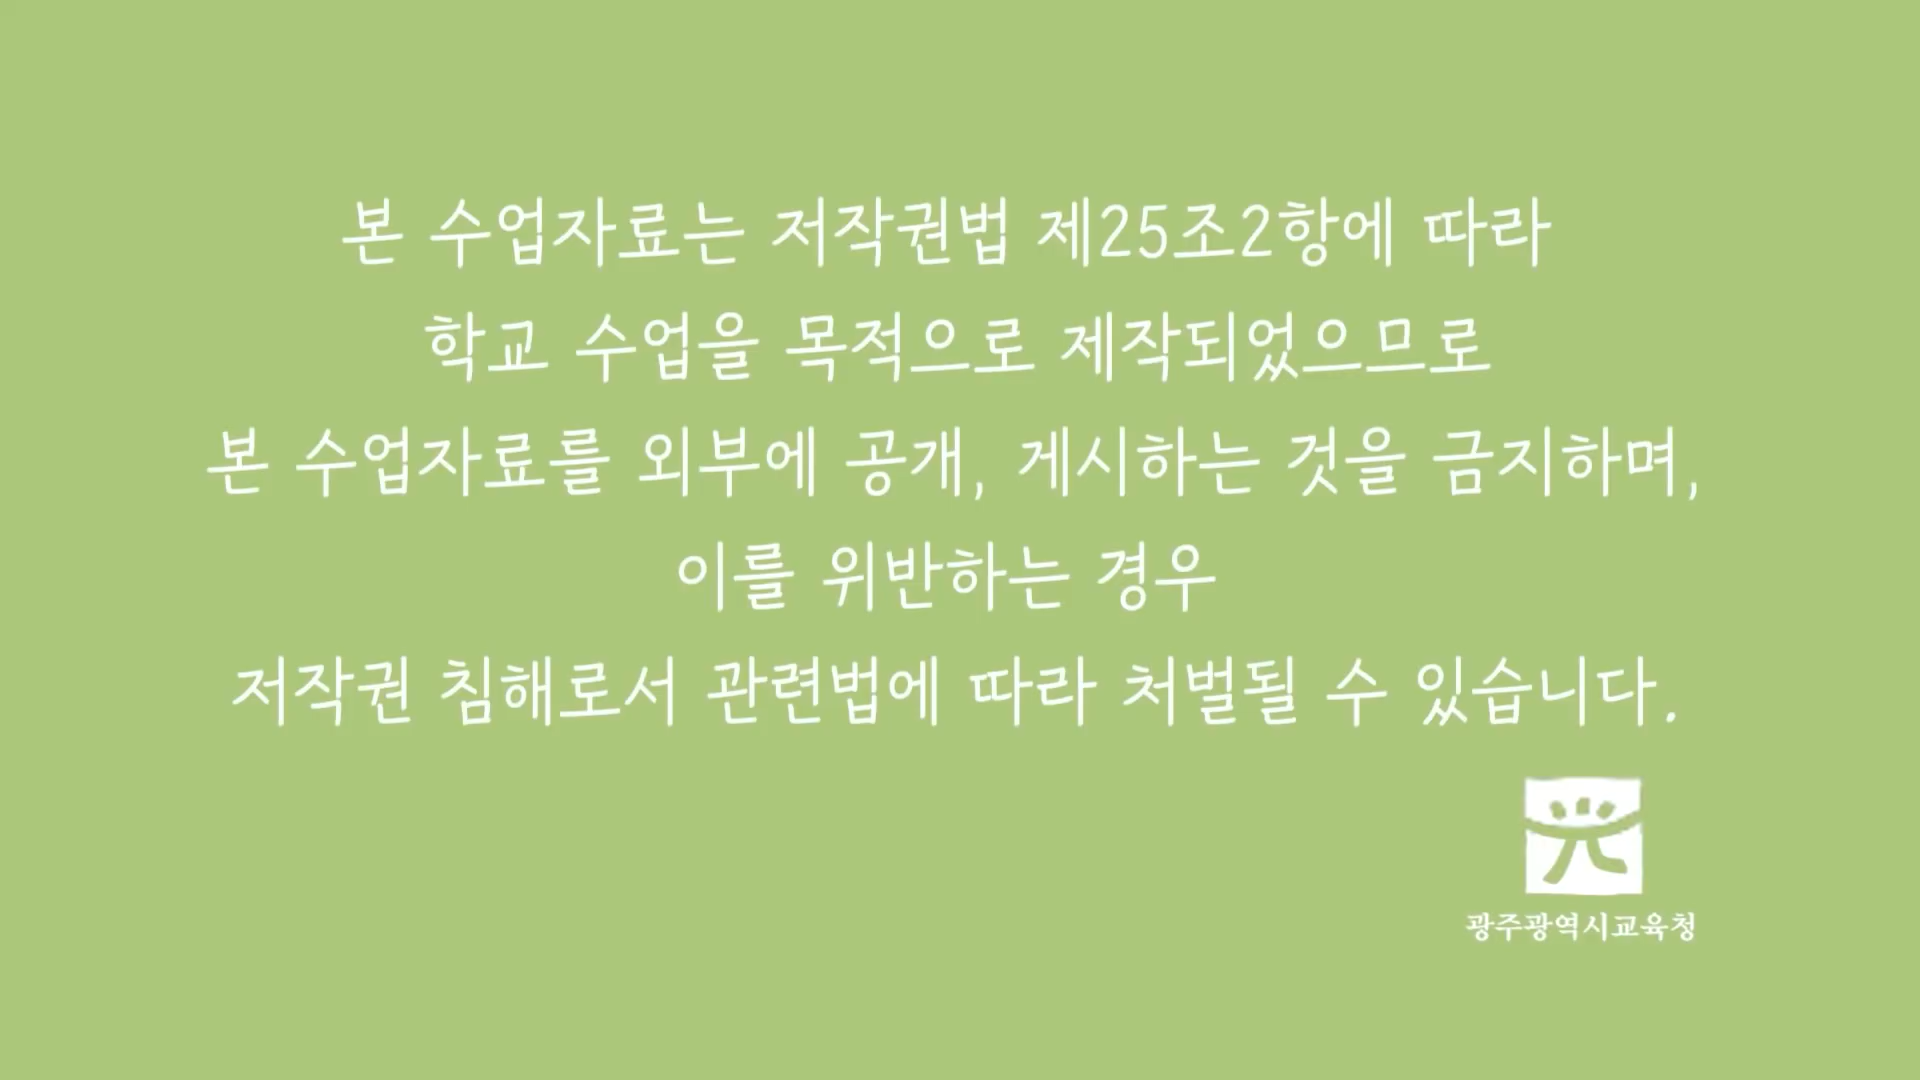 본 수업자료는 저작권법 제25조2항에 따라
학교 수업을 목적으로 제작되었으므로
본 수업자료를 외부에 공개, 게시하는 것을 금지하며,
이를 위반하는 경우
저작권 침해로서 관련법에 따라 처벌될 수 있습니다.
光
광주광역시교육청